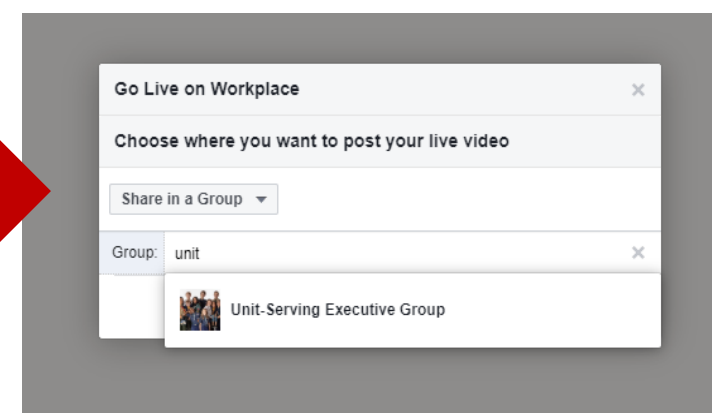 Go Live on Workplace
Choose where you want to post your live video
Share in a Group
Group: unit
Unit-Serving Executive Group